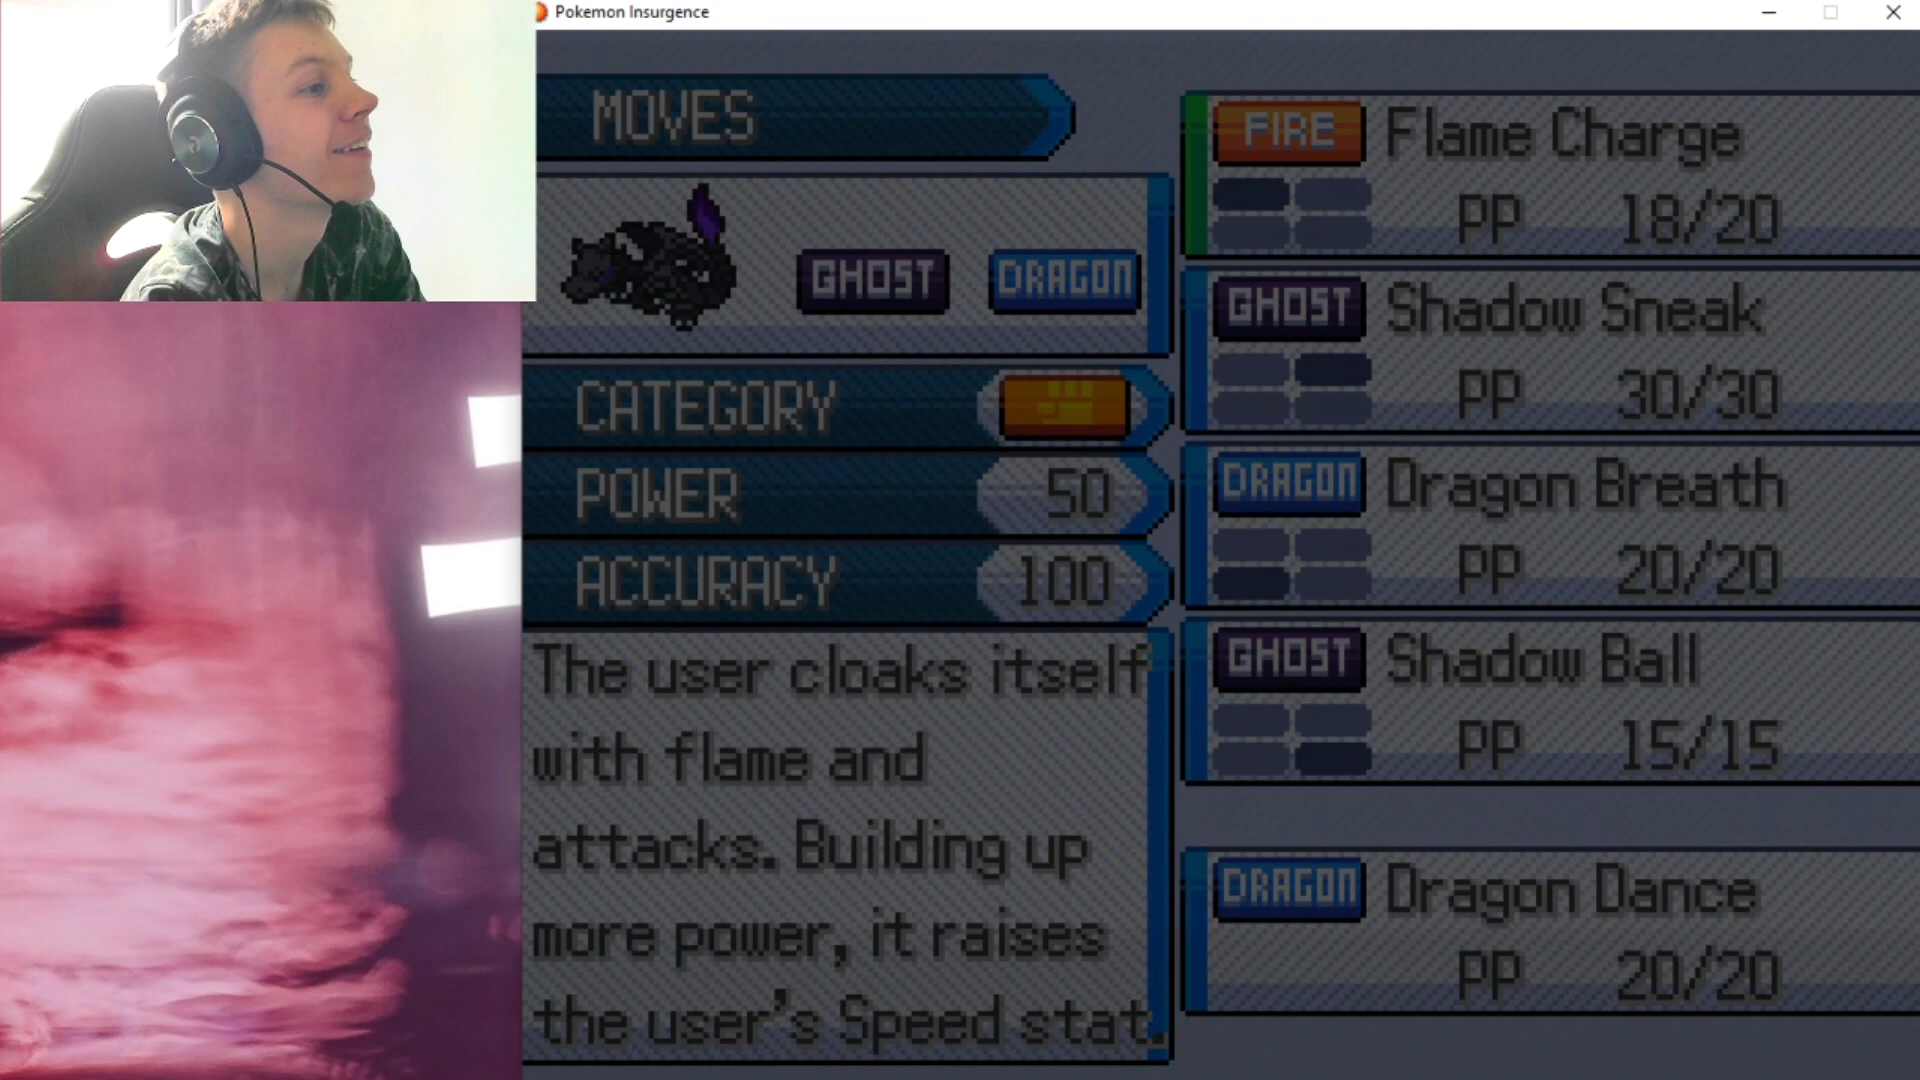 Pokemon Insurgence
MOVES
GHOST DRAGON
CATEGORY
POWER 50
ACCURACY 100
The user cloaks itself
with flame and
attacks. Building up
more power, it raises
the user's Speed stat.
FIRE Flame Charge
PP 18/20
GHOST Shadow Sneak
PP 30/30
DRAGON Dragon Breath
PP 20/20
GHOST Shadow Ball
PP 15/15
DRAGON Dragon Dance
PP 20/20